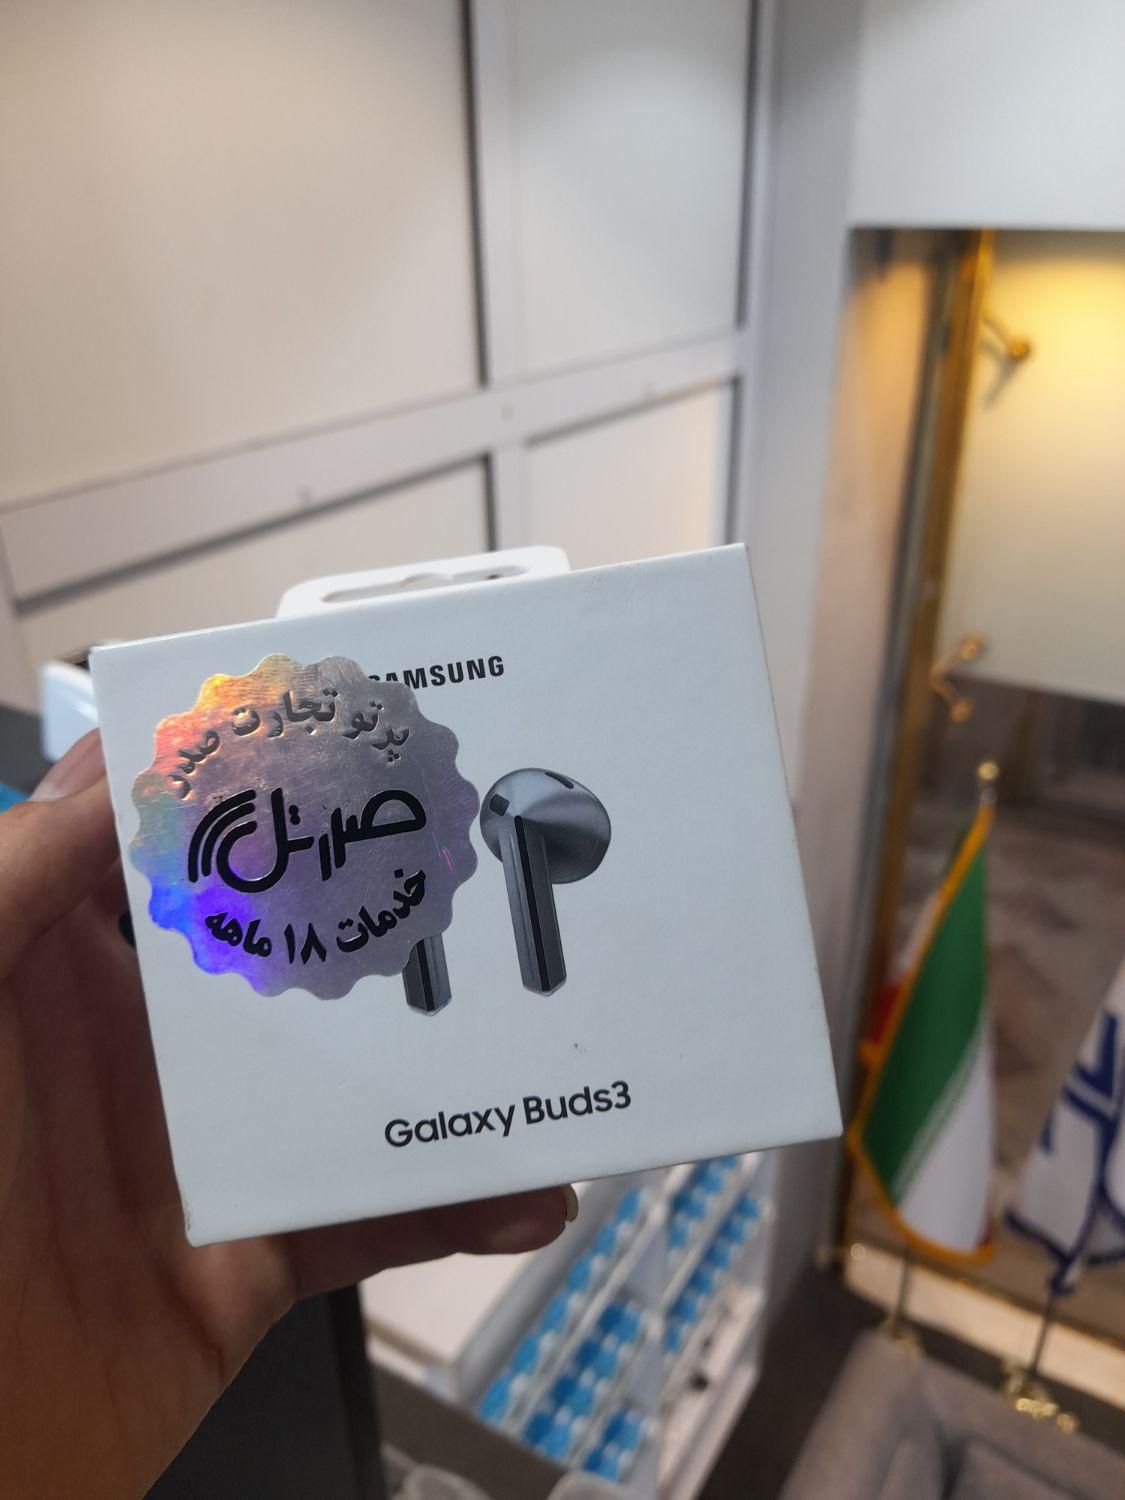 SAMSUNG
پرتو تجارت صدر
صدرتل
خدمات ۱۸ ماهه
Galaxy Buds3